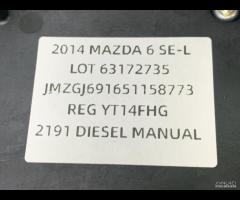 2014 MAZDA 6 SE-L
LOT 63172735
JMZGJ691651158773
REG YT14FHG
2191 DIESEL MANUAL